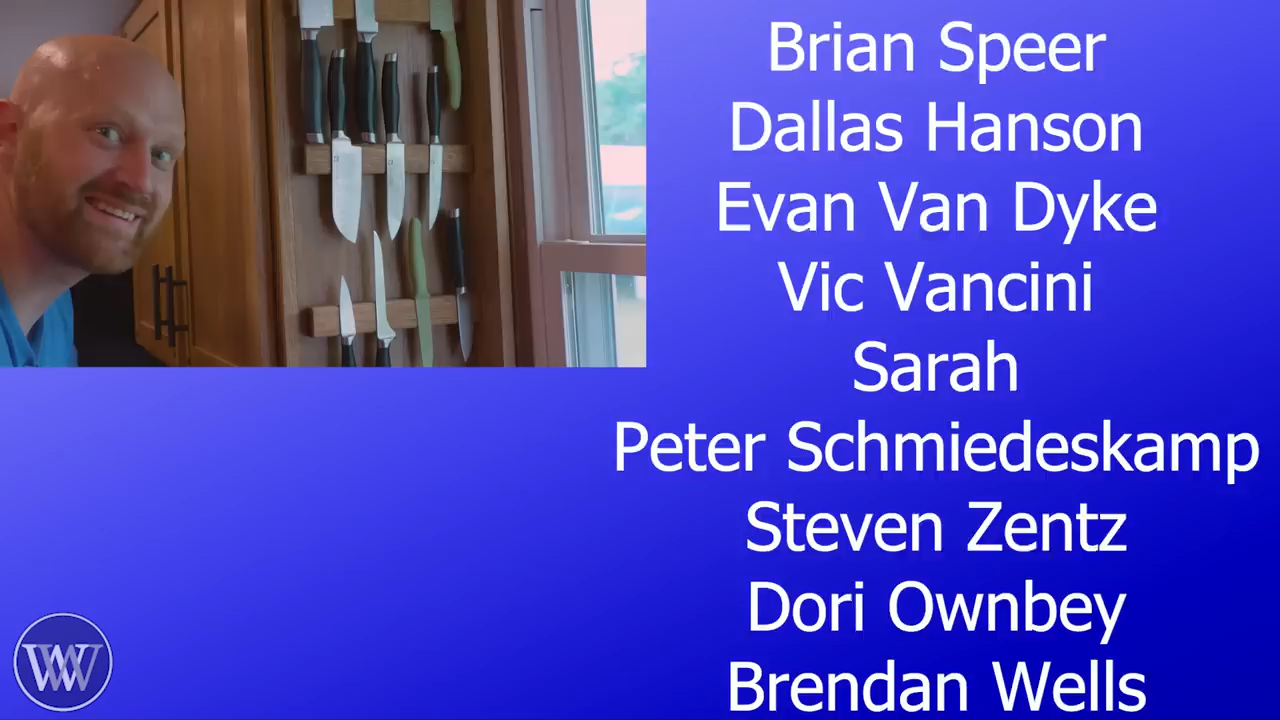 Brian Speer
Dallas Hanson
Evan Van Dyke
Vic Vancini
Sarah
Peter Schmiedeskamp
Steven Zentz
Dori Ownbey
Brendan Wells
WW